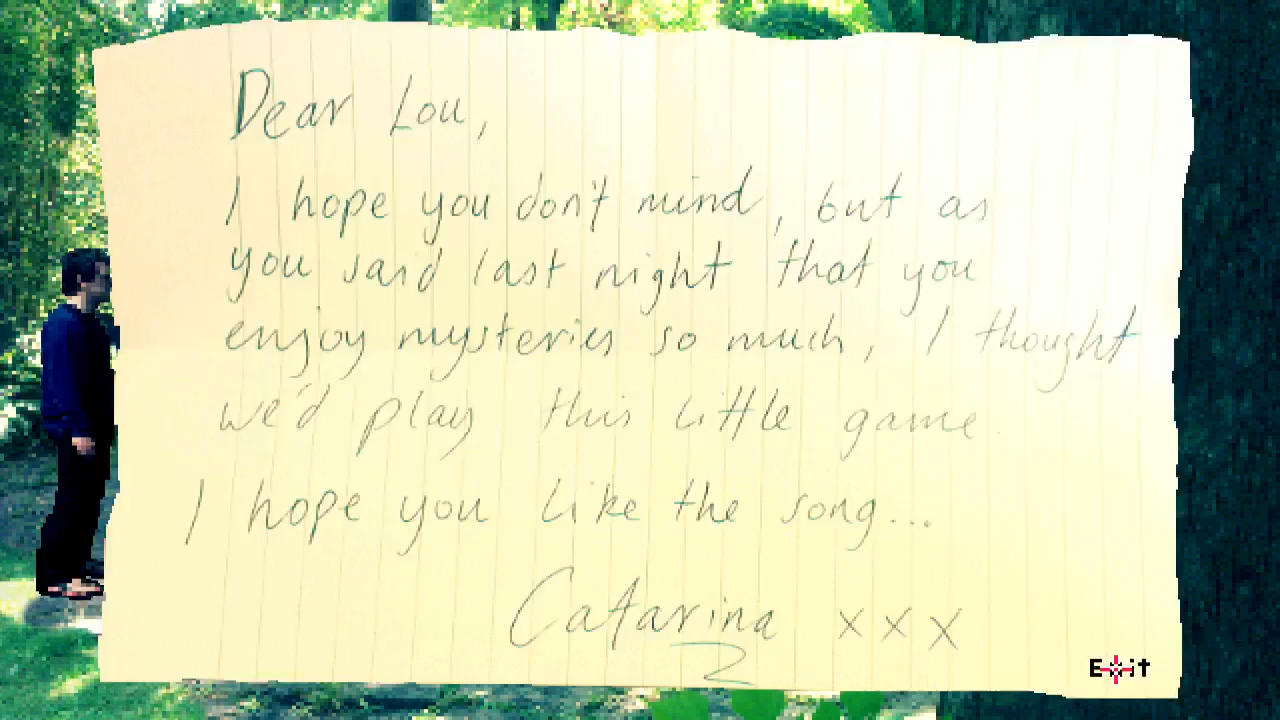 Dear Lou,
I hope you don't mind, but as
you said last night that you
enjoy mysteries so much, I thought
we'd play this little game.
I hope you like the song...
Catarina xxx
Exit